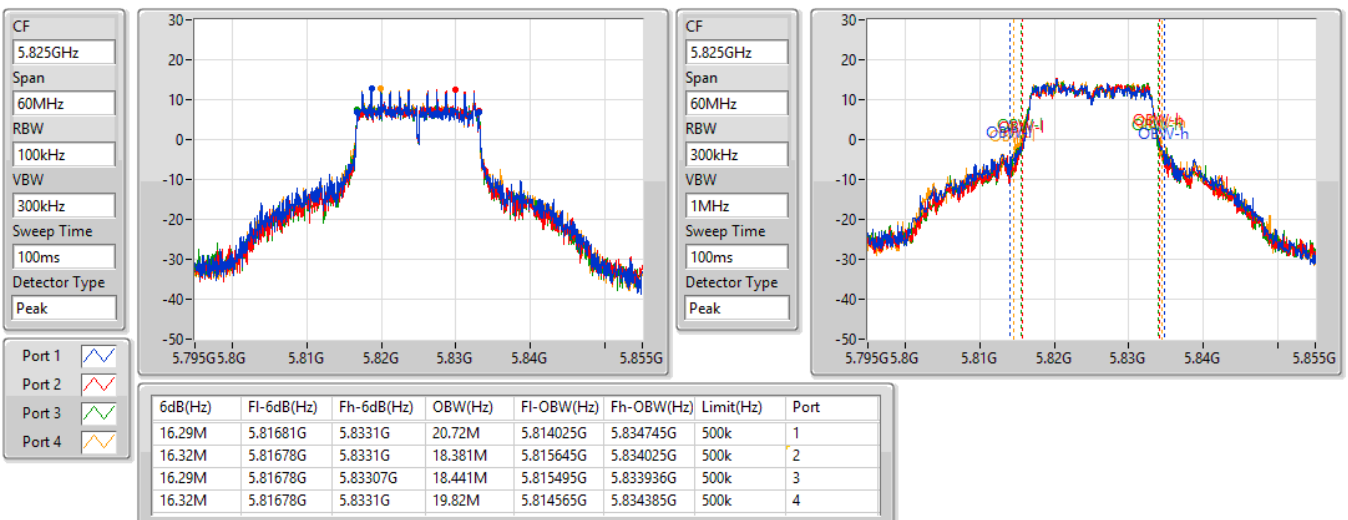 CF
5.825GHz
Span
60MHz
RBW
100kHz
VBW
300kHz
Sweep Time
100ms
Detector Type
Peak
30
20
10
0
-10
-20
-30
-40
-50
5.795G 5.8G 5.81G 5.82G 5.83G 5.84G 5.855G
CF
5.825GHz
Span
60MHz
RBW
300kHz
VBW
1MHz
Sweep Time
100ms
Detector Type
Peak
30
20
10
0
-10
-20
-30
-40
-50
OBW-h
OBW-h
5.795G 5.8G 5.81G 5.82G 5.83G 5.84G 5.855G
Port 1
Port 2
Port 3
Port 4
6dB(Hz) Fl-6dB(Hz) Fh-6dB(Hz) OBW(Hz) Fl-OBW(Hz) Fh-OBW(Hz) Limit(Hz) Port
16.29M 5.81681G 5.8331G 20.72M 5.814025G 5.834745G 500k 1
16.32M 5.81678G 5.8331G 18.381M 5.815645G 5.834025G 500k 2
16.29M 5.81678G 5.83307G 18.441M 5.815495G 5.833936G 500k 3
16.32M 5.81678G 5.8331G 19.82M 5.814565G 5.834385G 500k 4